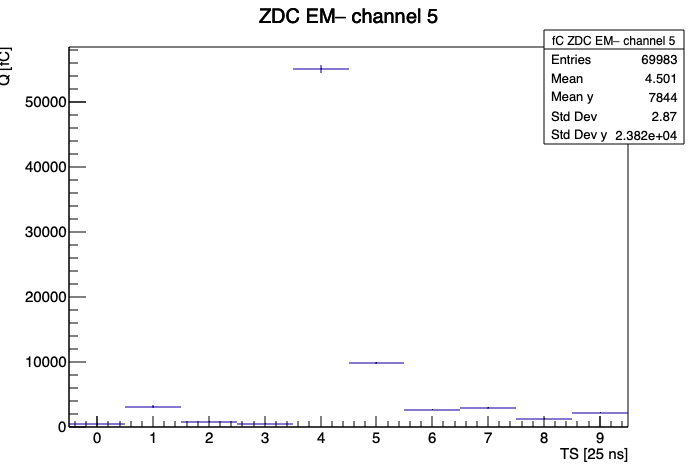 ZDC EM– channel 5
fC ZDC EM– channel 5
Entries 69983
Mean 4.501
Mean y 7844
Std Dev 2.87
Std Dev y 2.382e+04
Q [fC]
50000
40000
30000
20000
10000
0
0 1 2 3 4 5 6 7 8 9
TS [25 ns]